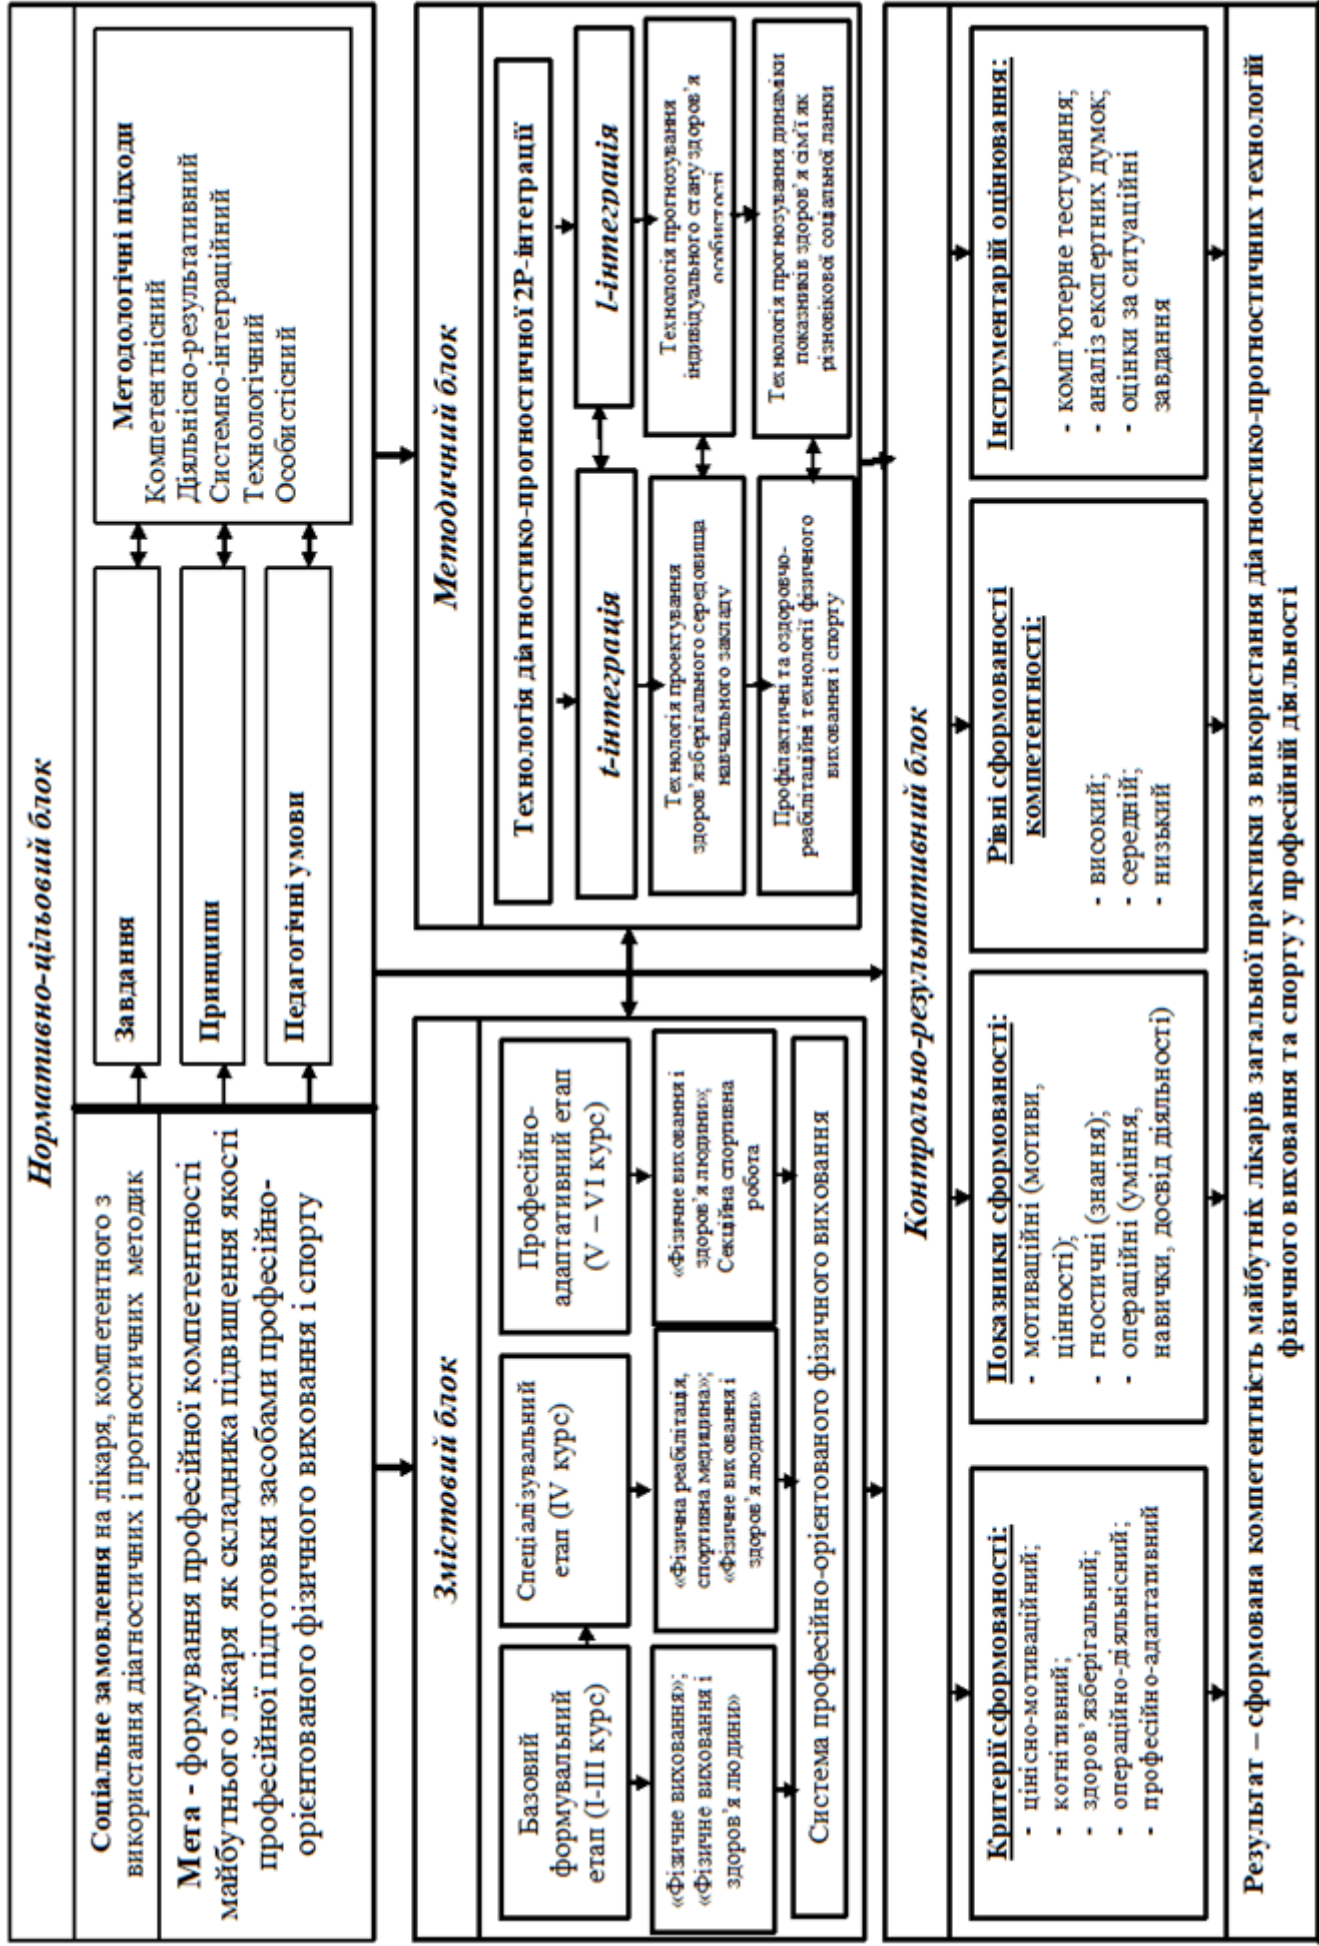 Нормативно-цільовий блок
Соціальне замовлення на лікаря, компетентного з
використання діагностичних і прогностичних методик
Мета - формування професійної компетентності
майбутнього лікаря як складника підвищення якості
професійної підготовки засобами професійно-
орієнтованого фізичного виховання і спорту
Завдання
Принципи
Педагогічні умови
Методологічні підходи
Компетентнісний
Діяльнісно-результативний
Системно-інтеграційний
Технологічний
Особистісний
Змістовий блок
Базовий
формувальний
етап (I-III курс)
Спеціалізувальний
етап (IV курс)
Професійно-
адаптативний етап
(V – VI курс)
«Фізичне виховання»;
«Фізичне виховання і
здоров’я людини»
«Фізична реабілітація,
спортивна медицина»;
«Фізичне виховання і
здоров’я людини»
«Фізичне виховання і
здоров’я людини»;
Секційна спортивна
робота
Система професійно-орієнтованого фізичного виховання
Методичний блок
Технологія діагностико-прогностичної 2Р-інтеграції
t-інтеграція
l-інтеграція
Технологія проектування
здоров’язберігального середовища
навчального закладу
Технологія прогнозування
індивідуального стану здоров’я
особистості
Профілактичні та оздоровчо-
реабілітаційні технології фізичного
виховання і спорту
Технологія прогнозування динаміки
показників здоров’я сім’ї як
різновікової соціальної ланки
Контрольно-результативний блок
Критерії сформованості:
- цінісно-мотиваційний;
- когнітивний;
- здоров’язберігальний;
- операційно-діяльнісний;
- професійно-адаптативний
Показники сформованості:
- мотиваційні (мотиви,
цінності);
- гностичні (знання);
- операційні (уміння,
навички, досвід діяльності)
Рівні сформованості
компетентності:
- високий;
- середній;
- низький
Інструментарій оцінювання:
- комп’ютерне тестування;
- аналіз експертних думок;
- оцінки за ситуаційні
завдання
Результат – сформована компетентність майбутніх лікарів загальної практики з використання діагностико-прогностичних технологій
фізичного виховання та спорту у професійній діяльності